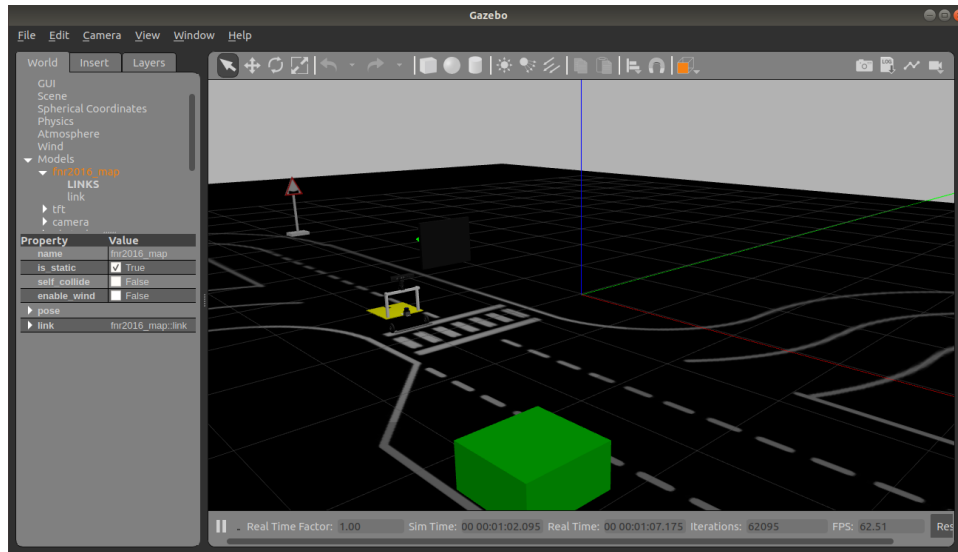 Gazebo
File Edit Camera View Window Help
World Insert Layers
GUI
Scene
Spherical Coordinates
Physics
Atmosphere
Wind
Models
fnr2016_map
LINKS
link
tft
camera
Property Value
name fnr2016_map
is_static True
self_collide False
enable_wind False
pose
link fnr2016_map::link
LOG
Real Time Factor: 1.00 Sim Time: 00 00:01:02.095 Real Time: 00 00:01:07.175 Iterations: 62095 FPS: 62.51 Res